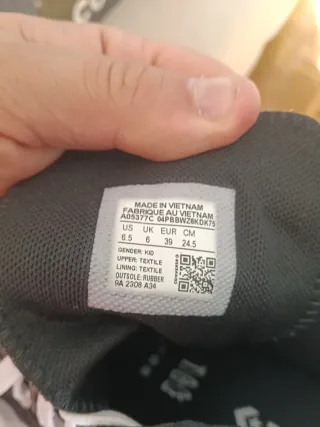 MADE IN VIETNAM
FABRIQUE AU VIETNAM
A05377C 04PBBWZ6KDK75
US UK EUR CM
6.5 6 39 24.5
GENDER: KID
UPPER: TEXTILE
LINING: TEXTILE
OUTSOLE: RUBBER
9A 2308 A34
CONVERSE